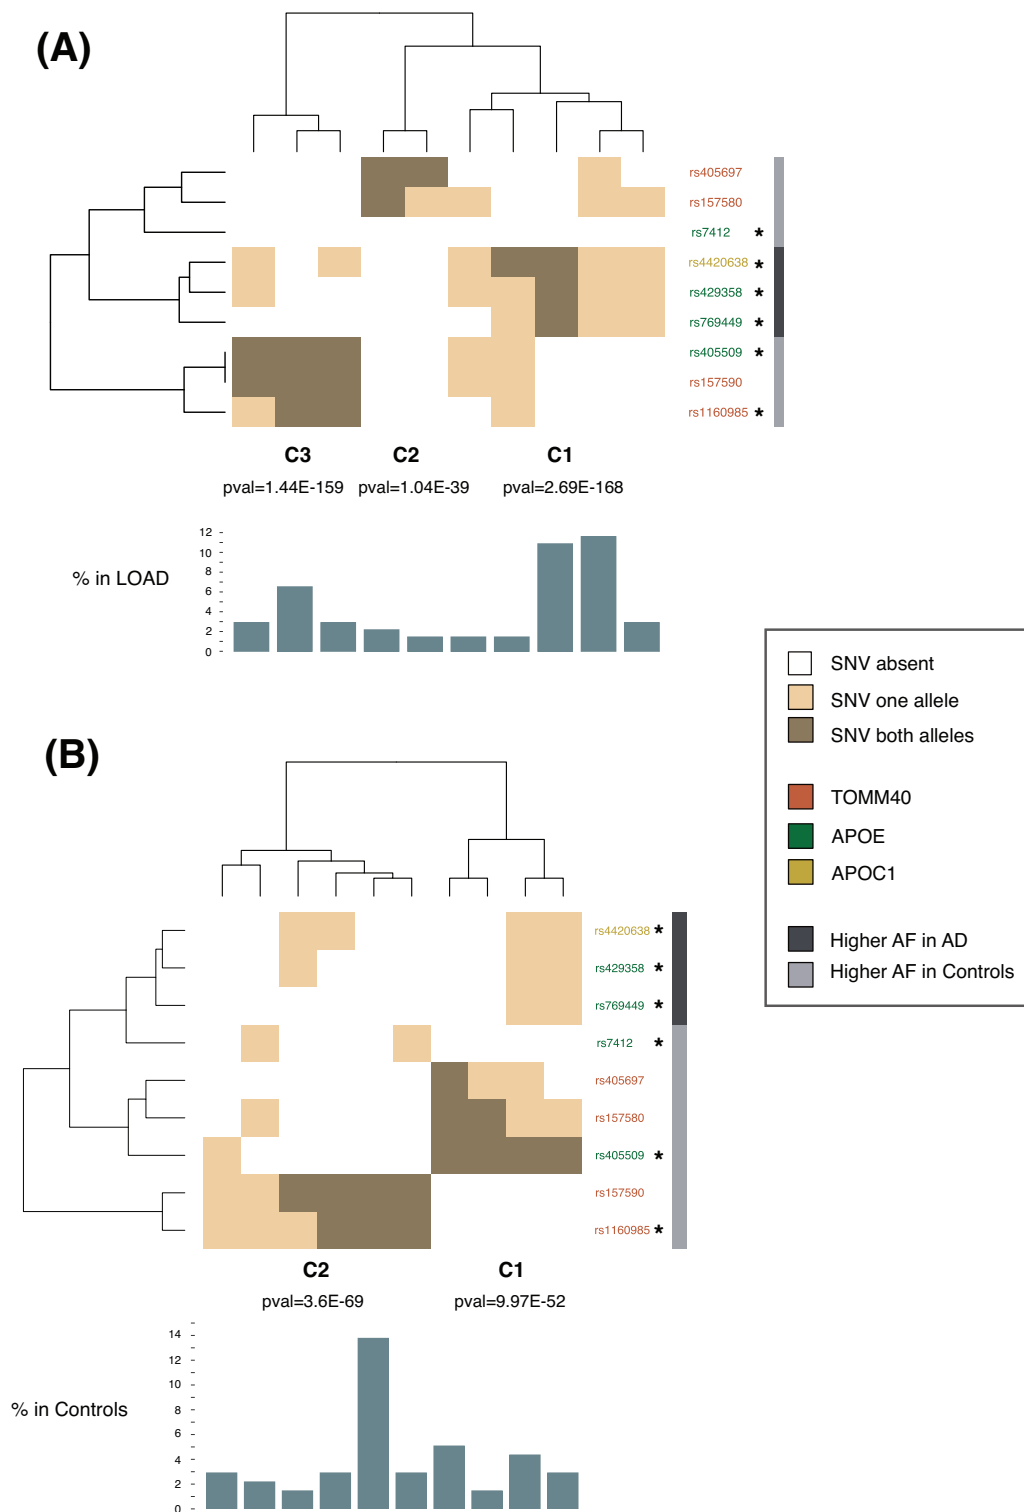 (A)
rs405697
rs157580
rs7412 *
rs4420638 *
rs429358 *
rs769449 *
rs405509 *
rs157590
rs1160985 *
C3 C2 C1
pval=1.44E-159 pval=1.04E-39 pval=2.69E-168
12
10
8
6
4
2
0
% in LOAD
SNV absent
SNV one allele
SNV both alleles
TOMM40
APOE
APOC1
Higher AF in AD
Higher AF in Controls
(B)
rs4420638 *
rs429358 *
rs769449 *
rs7412 *
rs405697
rs157580
rs405509 *
rs157590
rs1160985 *
C2 C1
pval=3.6E-69 pval=9.97E-52
14
12
10
8
6
4
2
0
% in Controls